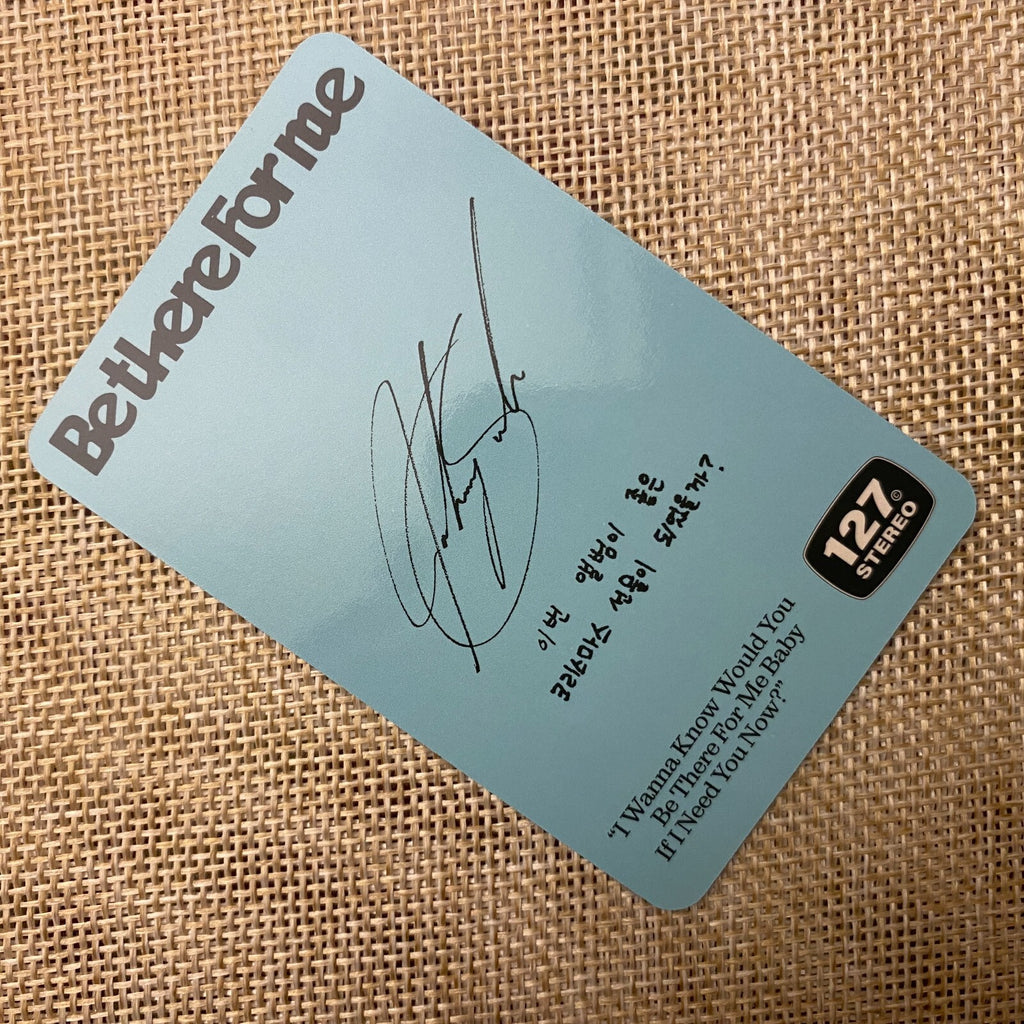 Be there For me
이번 앨범이 좋은
크리스마스 선물이 되었을까?
127©
STEREO
“I Wanna Know Would You
Be There For Me Baby
If I Need You Now?”